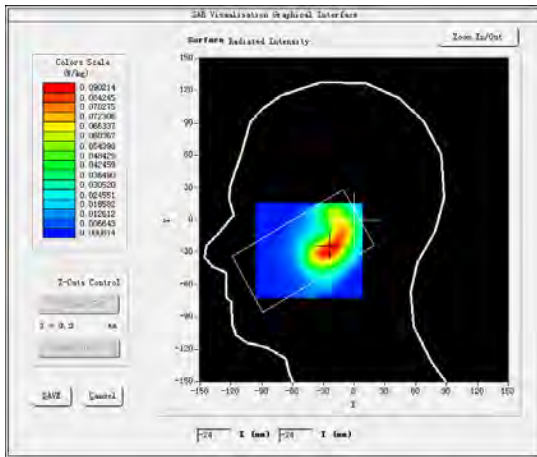 SAR Visualisation Graphical Interface
Surface Radiated Intensity
Zoom In/Out
Colors Scale
(W/kg)
0.090214
0.084245
0.078275
0.072306
0.066337
0.060367
0.054398
0.048429
0.042459
0.036490
0.030520
0.024551
0.018582
0.012612
0.006643
0.000674
150
120
90
60
30
0
-30
-60
-90
-120
-150
Y
-150 -120 -90 -60 -30 0 30 60 90 120 150
X
Z-Cuts Control
mm
SAVE
Cancel
-24 X (mm) -24 Y (mm)